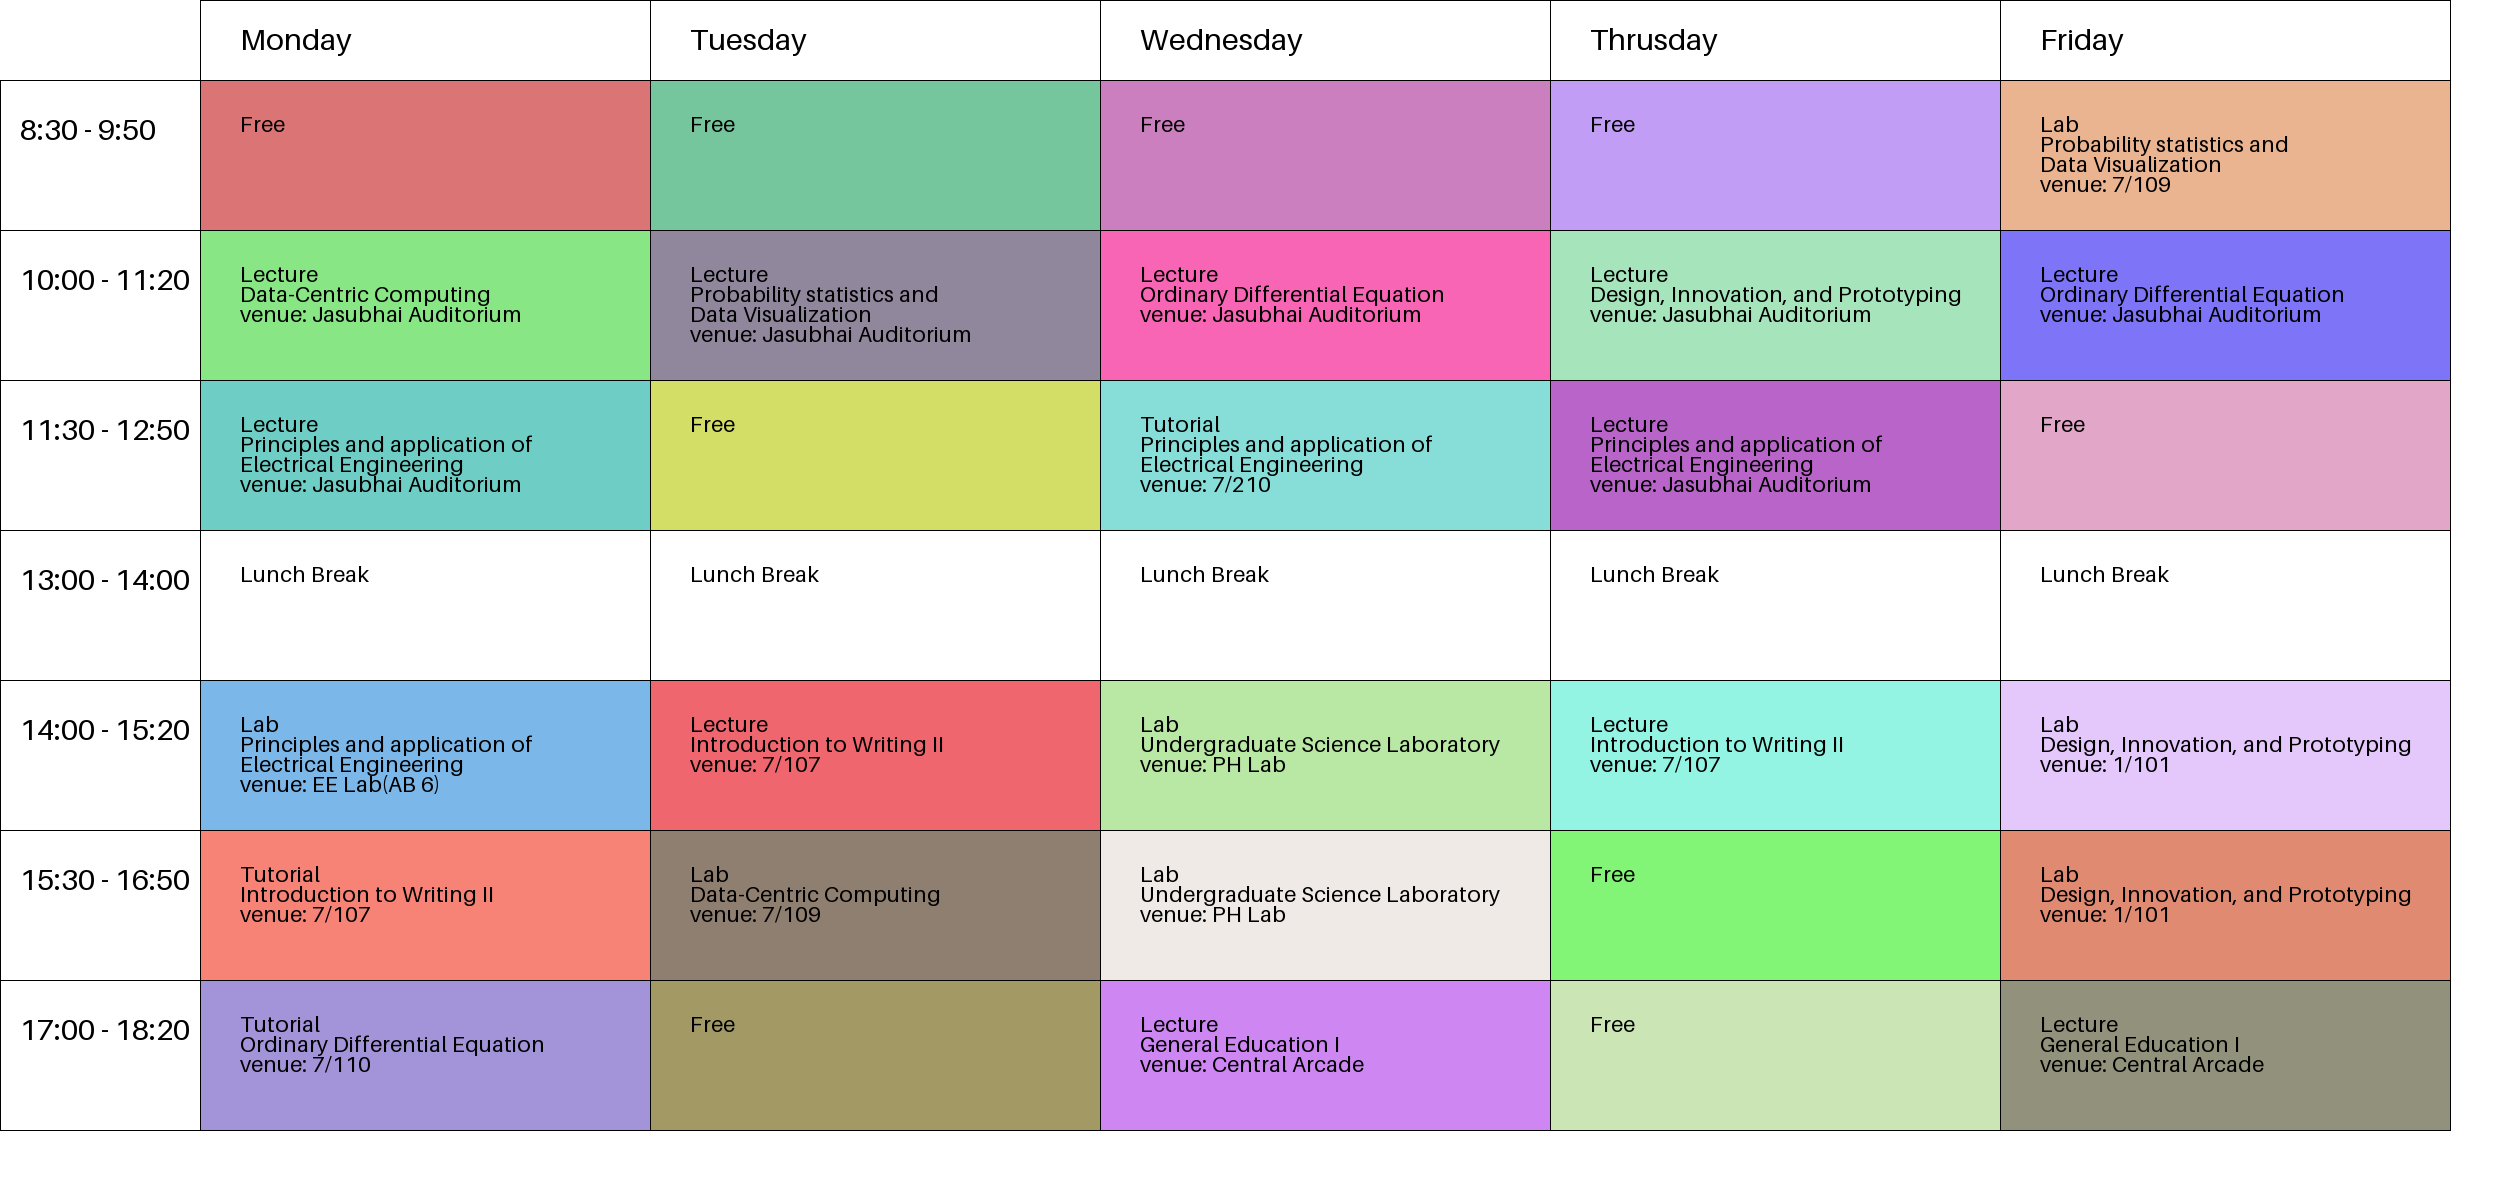 Monday
Tuesday
Wednesday
Thrusday
Friday
8:30 - 9:50
Free
Free
Free
Free
Lab
Probability statistics and
Data Visualization
venue: 7/109
10:00 - 11:20
Lecture
Data-Centric Computing
venue: Jasubhai Auditorium
Lecture
Probability statistics and
Data Visualization
venue: Jasubhai Auditorium
Lecture
Ordinary Differential Equation
venue: Jasubhai Auditorium
Lecture
Design, Innovation, and Prototyping
venue: Jasubhai Auditorium
Lecture
Ordinary Differential Equation
venue: Jasubhai Auditorium
11:30 - 12:50
Lecture
Principles and application of
Electrical Engineering
venue: Jasubhai Auditorium
Free
Tutorial
Principles and application of
Electrical Engineering
venue: 7/210
Lecture
Principles and application of
Electrical Engineering
venue: Jasubhai Auditorium
Free
13:00 - 14:00
Lunch Break
Lunch Break
Lunch Break
Lunch Break
Lunch Break
14:00 - 15:20
Lab
Principles and application of
Electrical Engineering
venue: EE Lab(AB 6)
Lecture
Introduction to Writing II
venue: 7/107
Lab
Undergraduate Science Laboratory
venue: PH Lab
Lecture
Introduction to Writing II
venue: 7/107
Lab
Design, Innovation, and Prototyping
venue: 1/101
15:30 - 16:50
Tutorial
Introduction to Writing II
venue: 7/107
Lab
Data-Centric Computing
venue: 7/109
Lab
Undergraduate Science Laboratory
venue: PH Lab
Free
Lab
Design, Innovation, and Prototyping
venue: 1/101
17:00 - 18:20
Tutorial
Ordinary Differential Equation
venue: 7/110
Free
Lecture
General Education I
venue: Central Arcade
Free
Lecture
General Education I
venue: Central Arcade